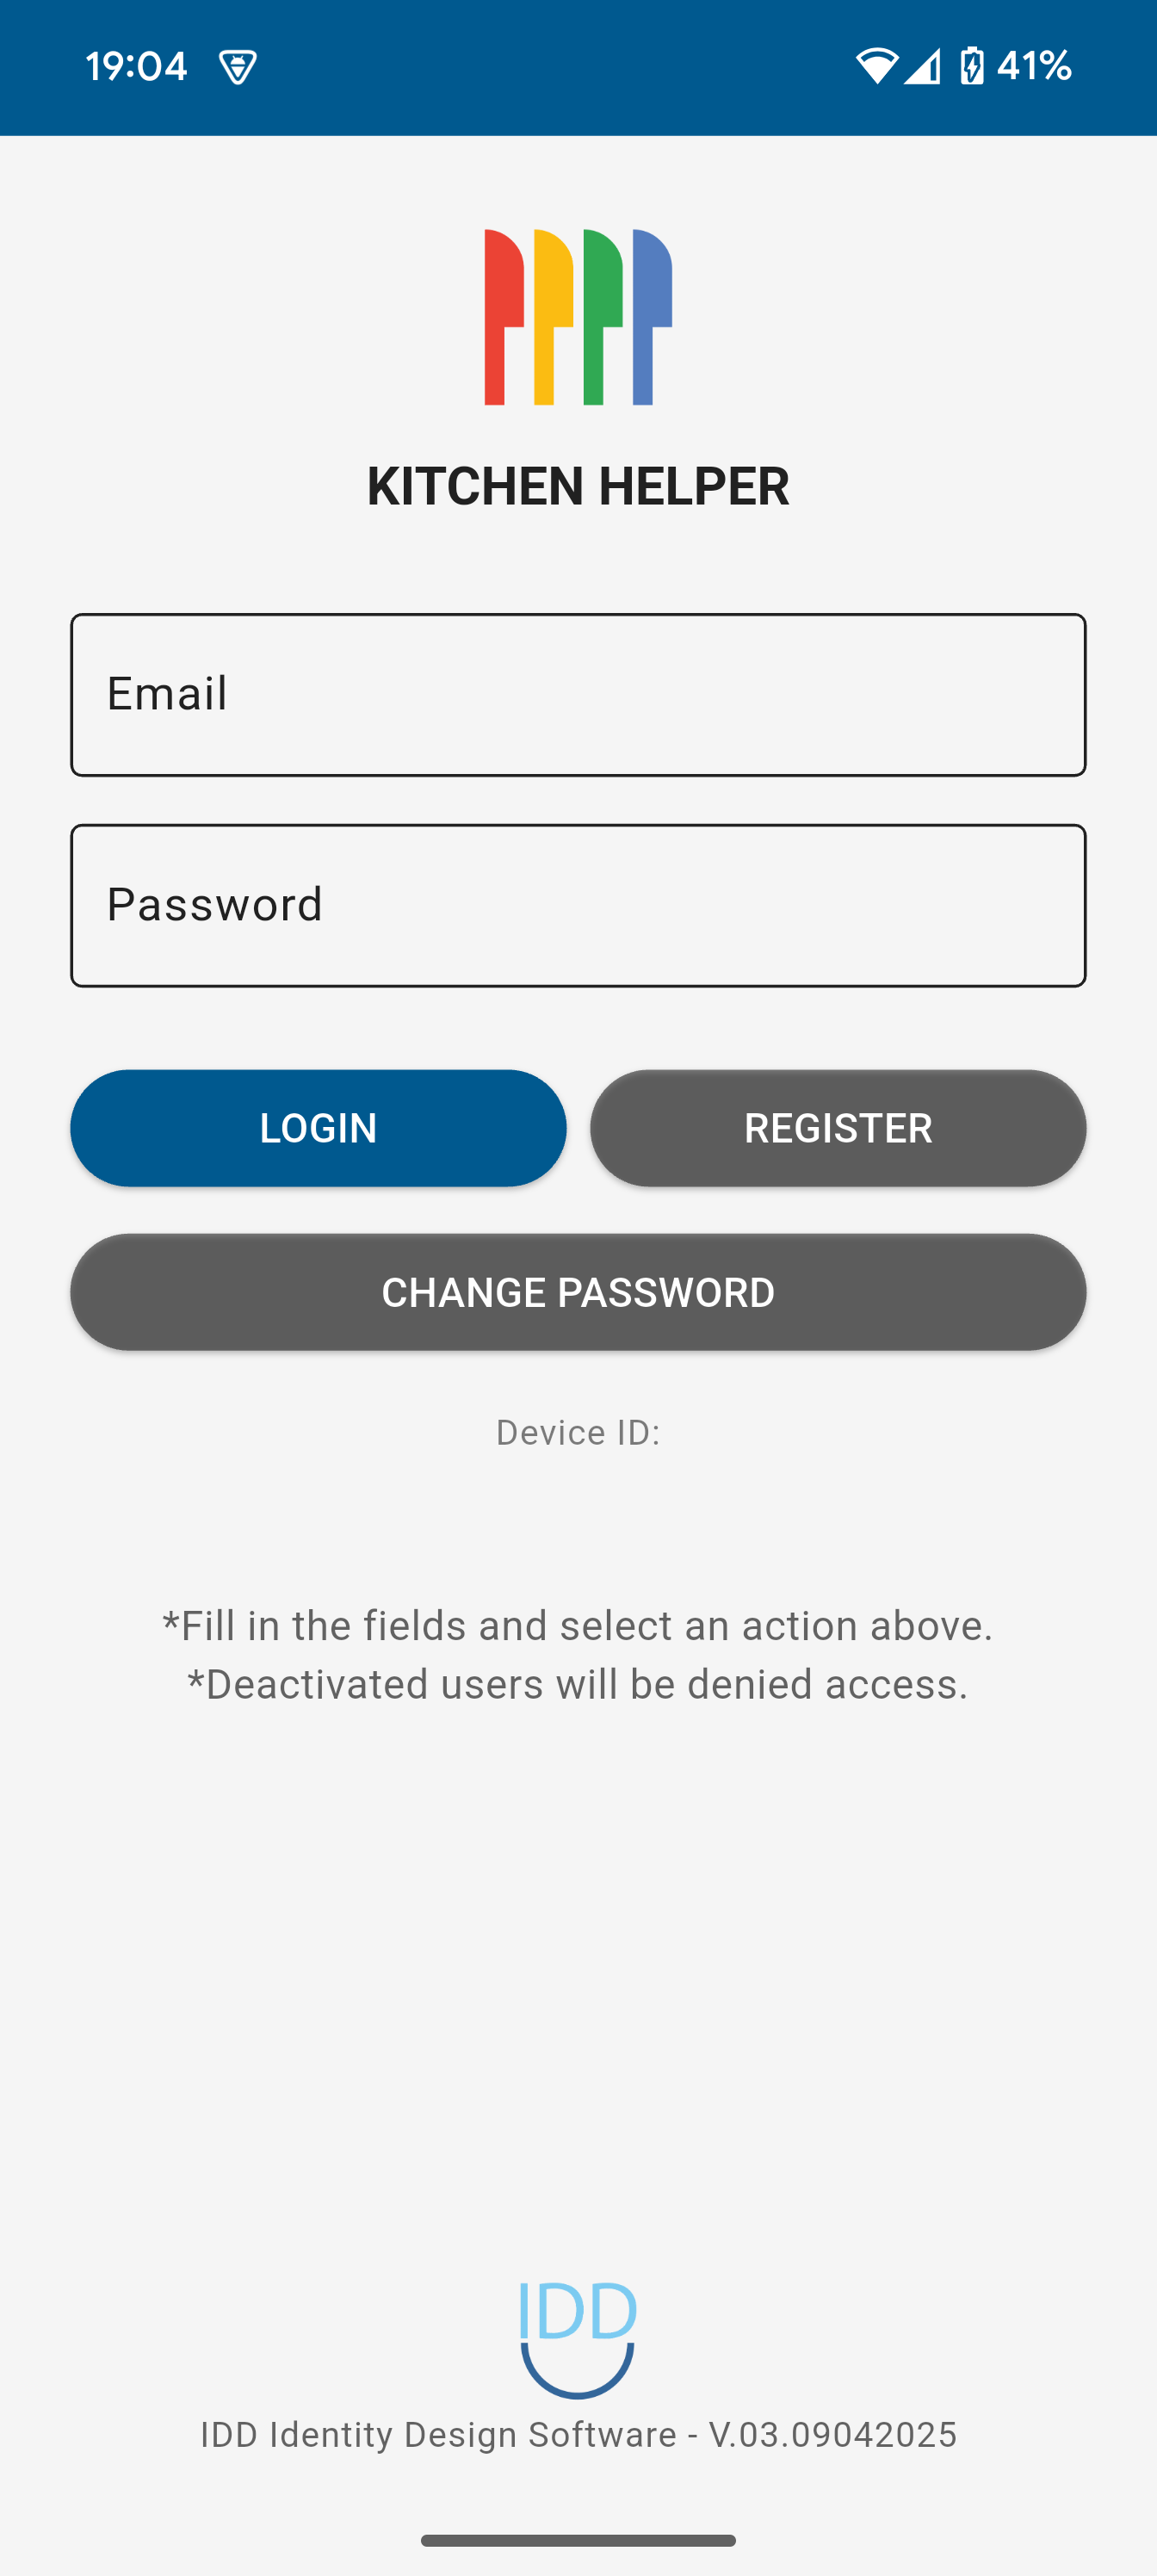 19:04
41%
KITCHEN HELPER
Email
Password
LOGIN
REGISTER
CHANGE PASSWORD
Device ID:
*Fill in the fields and select an action above.
*Deactivated users will be denied access.
IDD
IDD Identity Design Software - V.03.09042025